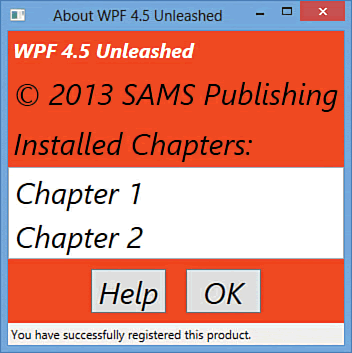 About WPF 4.5 Unleashed
WPF 4.5 Unleashed
© 2013 SAMS Publishing
Installed Chapters:
Chapter 1
Chapter 2
Help OK
You have successfully registered this product.